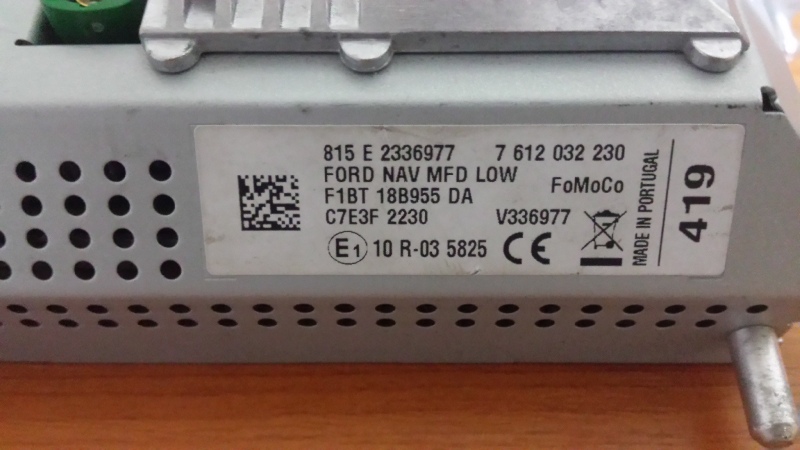 815 E 2336977 7 612 032 230
FORD NAV MFD LOW
FoMoCo
F1BT 18B955 DA
C7E3F 2230 V336977
E1 10 R-03 5825 CE
MADE IN PORTUGAL
419